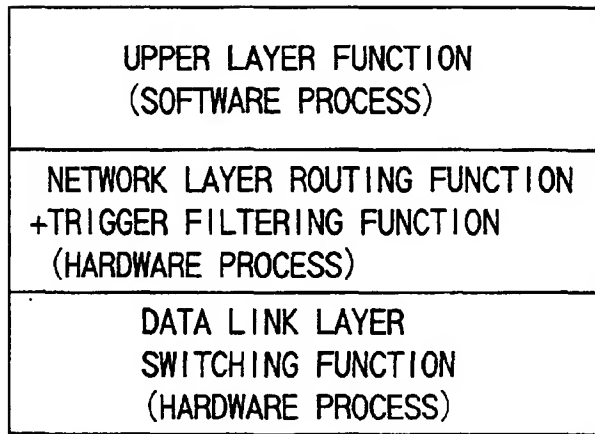 UPPER LAYER FUNCTION
(SOFTWARE PROCESS)
NETWORK LAYER ROUTING FUNCTION
+TRIGGER FILTERING FUNCTION
(HARDWARE PROCESS)
DATA LINK LAYER
SWITCHING FUNCTION
(HARDWARE PROCESS)